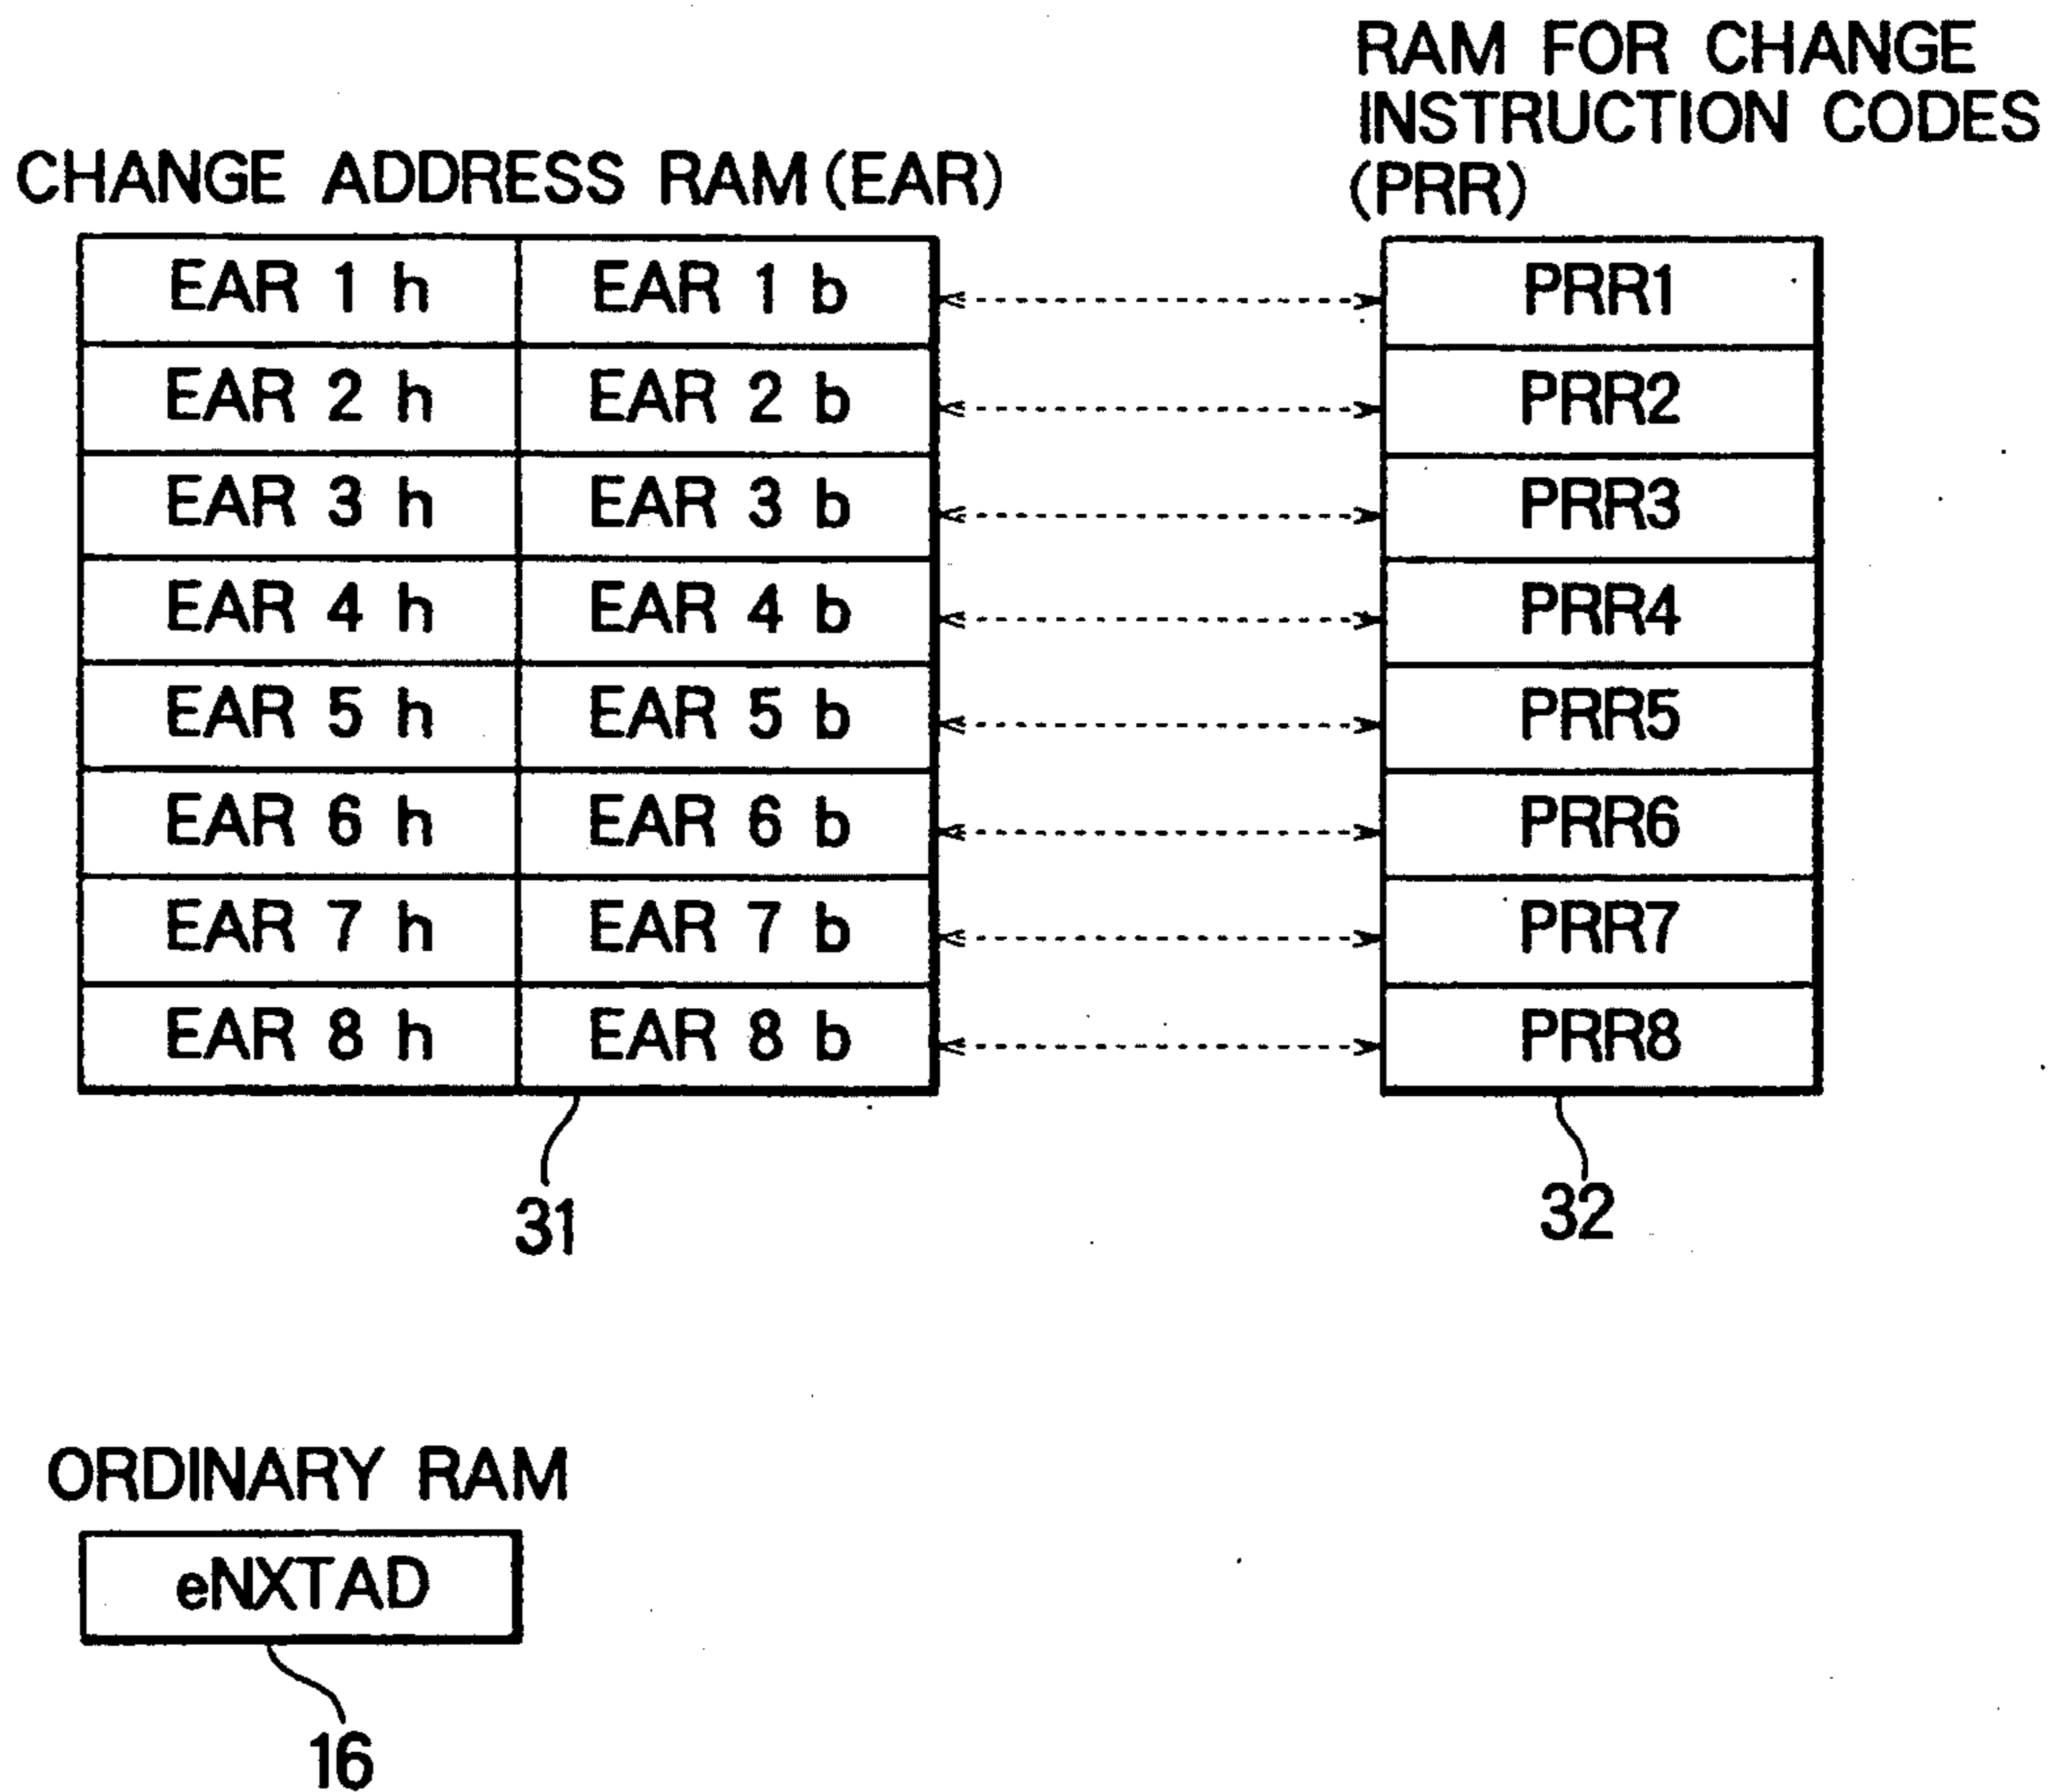 RAM FOR CHANGE
INSTRUCTION CODES
(PRR)
CHANGE ADDRESS RAM (EAR)
EAR 1 h EAR 1 b PRR1
EAR 2 h EAR 2 b PRR2
EAR 3 h EAR 3 b PRR3
EAR 4 h EAR 4 b PRR4
EAR 5 h EAR 5 b PRR5
EAR 6 h EAR 6 b PRR6
EAR 7 h EAR 7 b PRR7
EAR 8 h EAR 8 b PRR8
31 32
ORDINARY RAM
eNXTAD
16